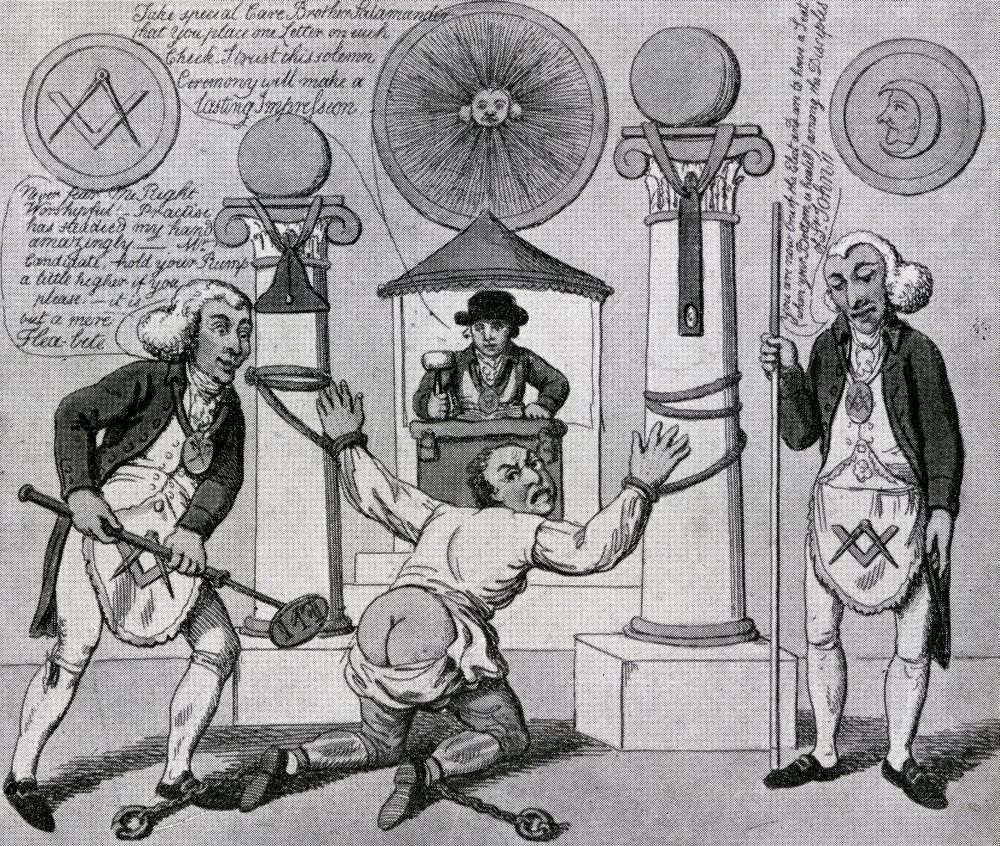 Take special Care Brother Salamander
that You place one Letter on each
Cheek. I trust this solemn
Ceremony will make a
lasting Impression.
Never fear Me Right
Worshipful — Practise
has steadied my hand
amazingly — Mr.
Candidate – hold your Rump
a little higher if you
please. – it is
but a mere
Flea-bite
You are now one of the Elect and are to have a Seat
(when your Bottom is heald) among the Disciples
of St. John!!!